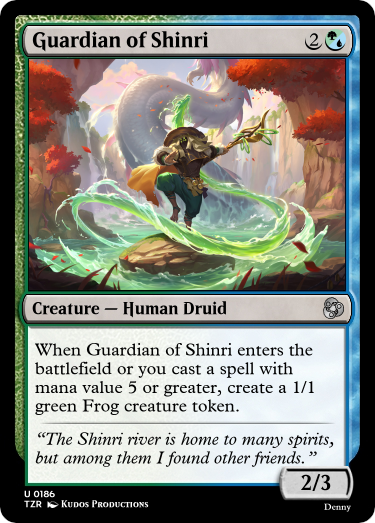 Guardian of Shinri 2
Creature — Human Druid
When Guardian of Shinri enters the
battlefield or you cast a spell with
mana value 5 or greater, create a 1/1
green Frog creature token.
“The Shinri river is home to many spirits,
but among them I found other friends.”
2/3
U 0186
TZR Kudos Productions
Denny